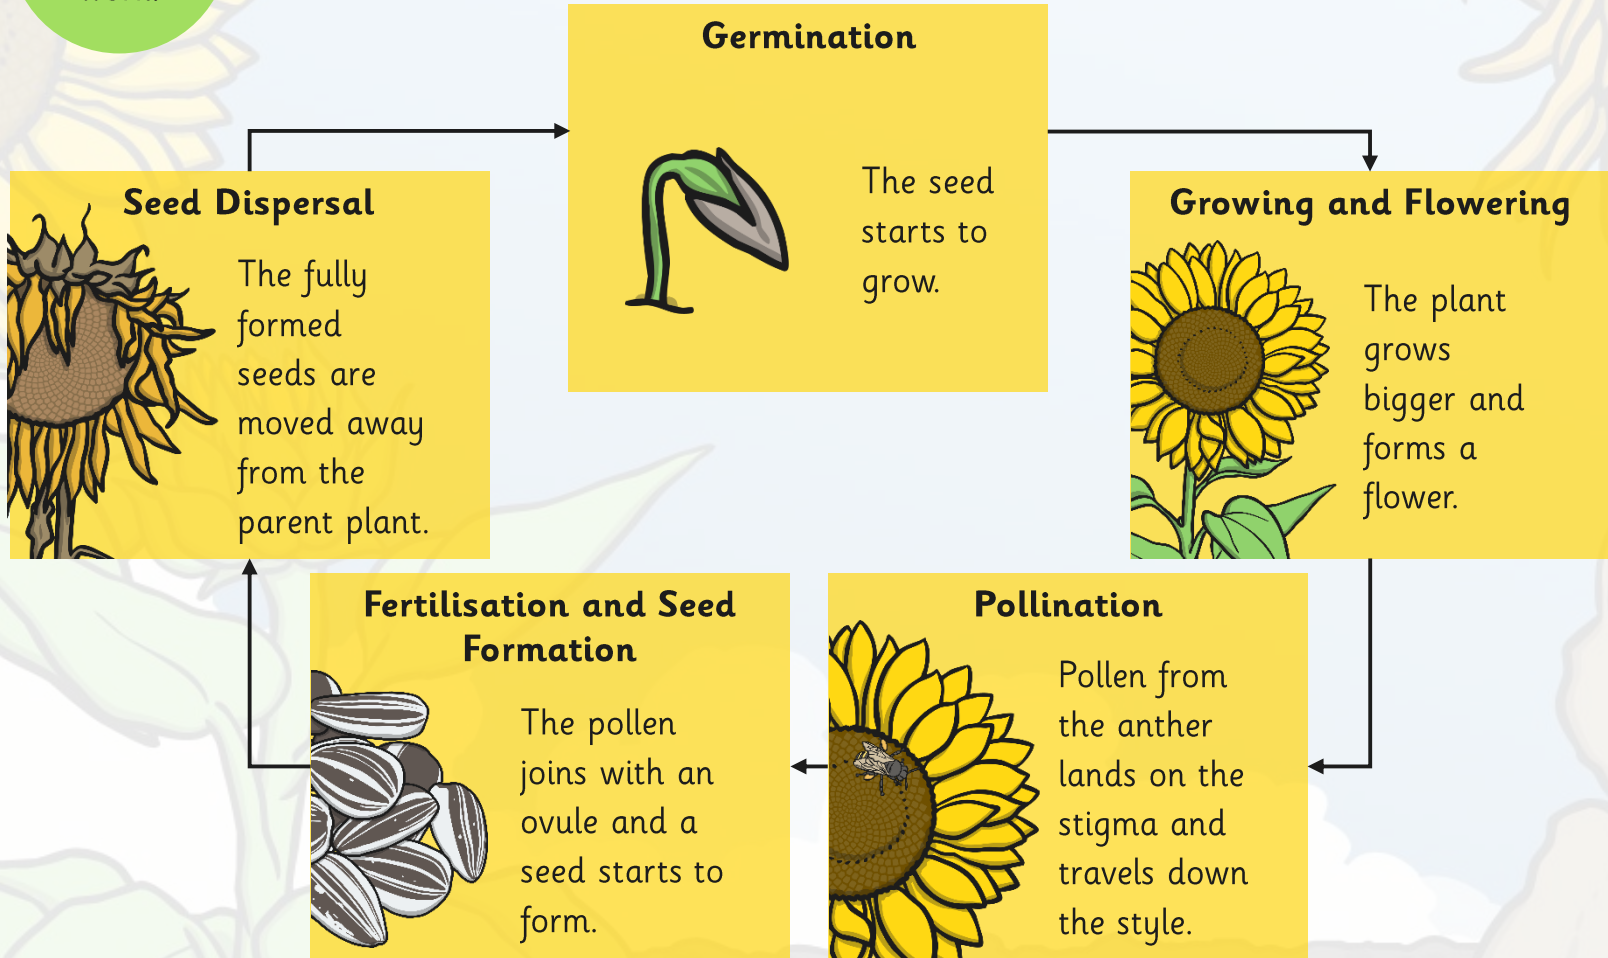 Germination
The seed
starts to
grow.
Growing and Flowering
The plant
grows
bigger and
forms a
flower.
Pollination
Pollen from
the anther
lands on the
stigma and
travels down
the style.
Fertilisation and Seed
Formation
The pollen
joins with an
ovule and a
seed starts to
form.
Seed Dispersal
The fully
formed
seeds are
moved away
from the
parent plant.